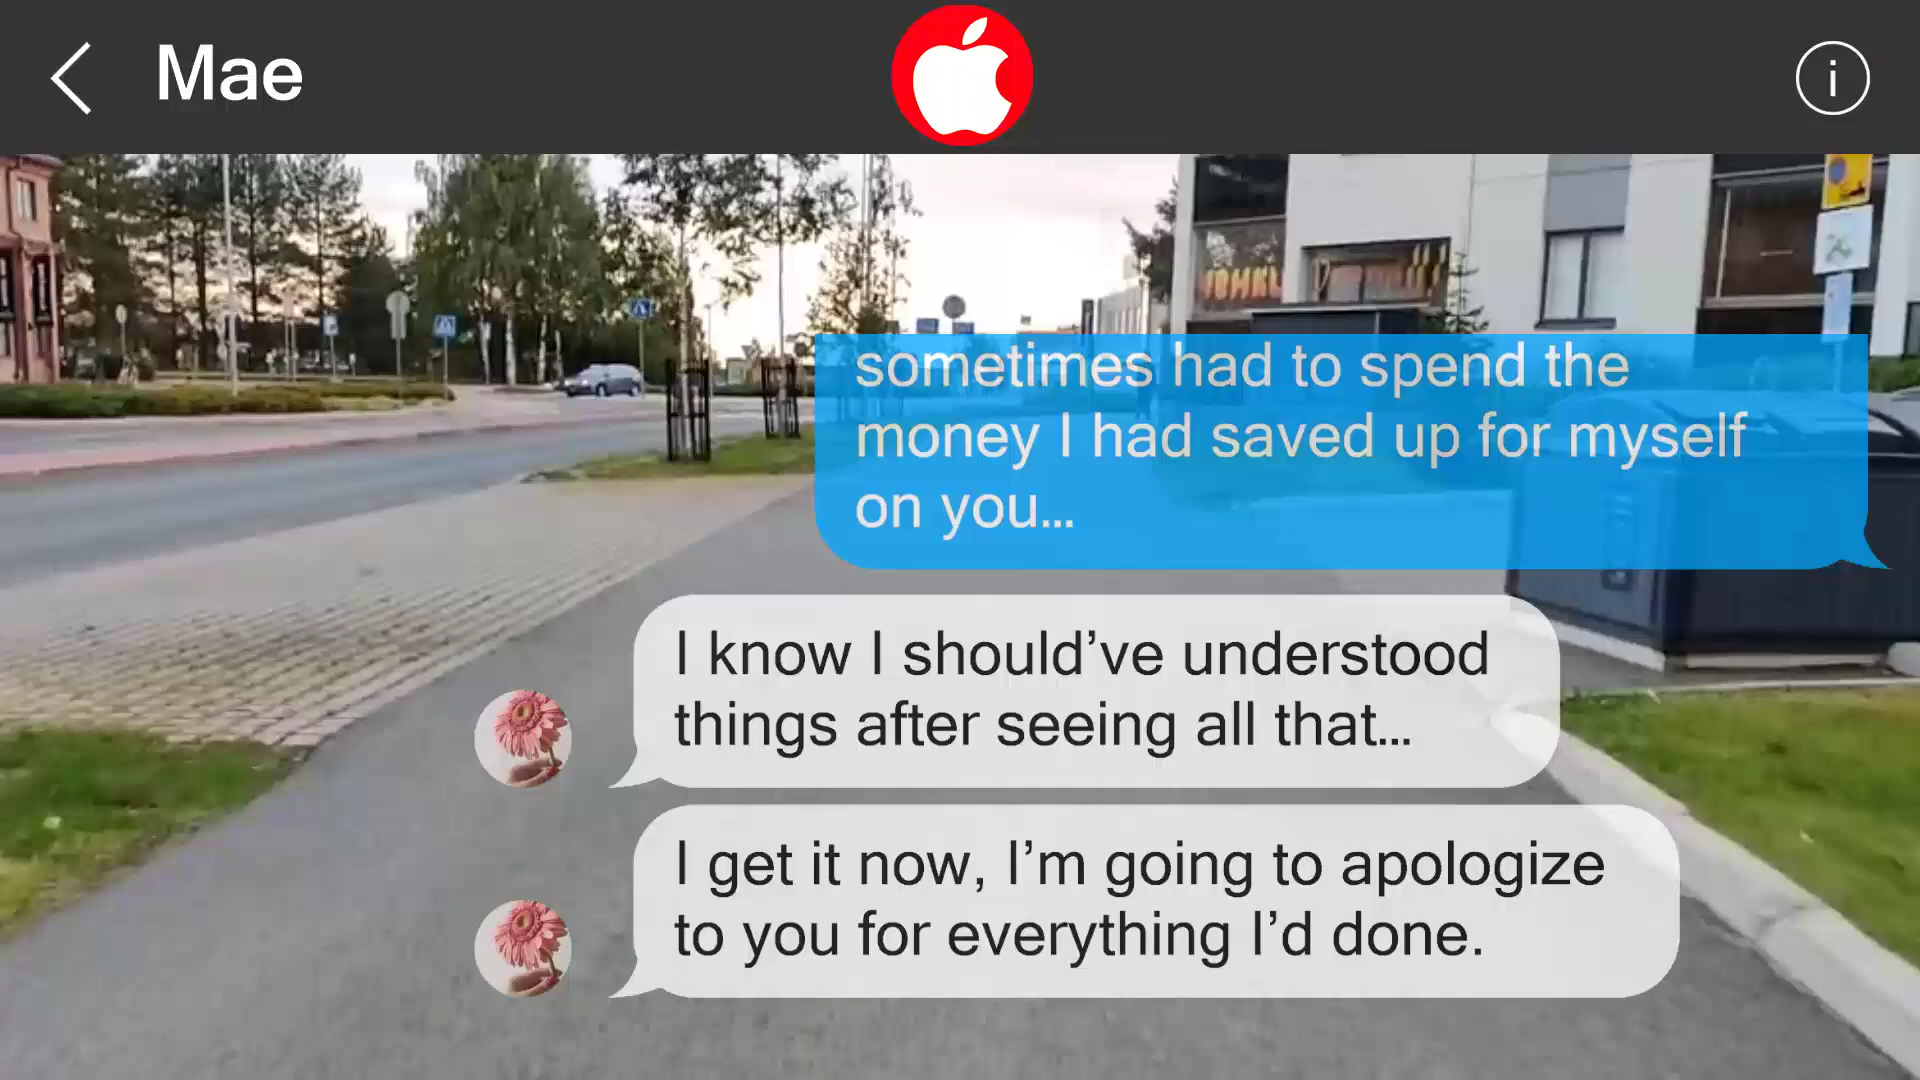 Mae
sometimes had to spend the
money I had saved up for myself
on you...
I know I should’ve understood
things after seeing all that...
I get it now, I’m going to apologize
to you for everything I’d done.